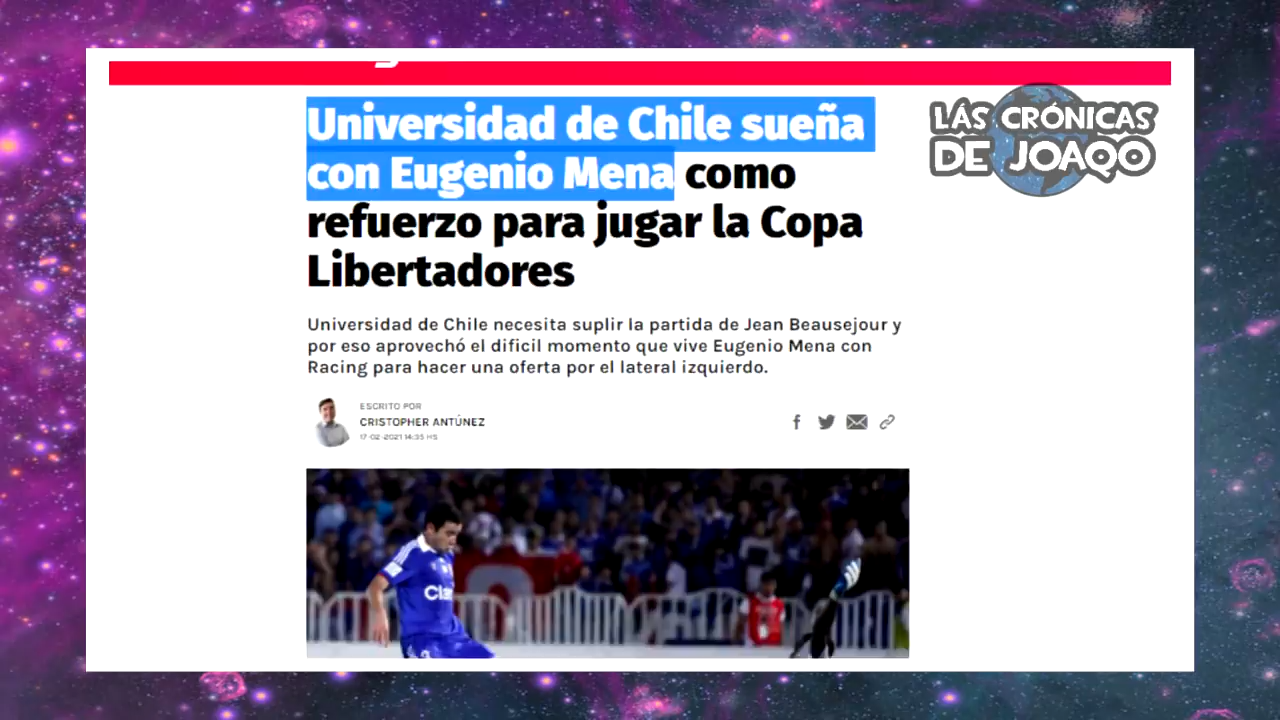 Universidad de Chile sueña
con Eugenio Mena como
refuerzo para jugar la Copa
Libertadores
LAS CRÓNICAS
DE JOAQO
Universidad de Chile necesita suplir la partida de Jean Beausejour y
por eso aprovechó el dificil momento que vive Eugenio Mena con
Racing para hacer una oferta por el lateral izquierdo.
ESCRITO POR
CRISTOPHER ANTÚNEZ
17-02-2021 14:35 HS